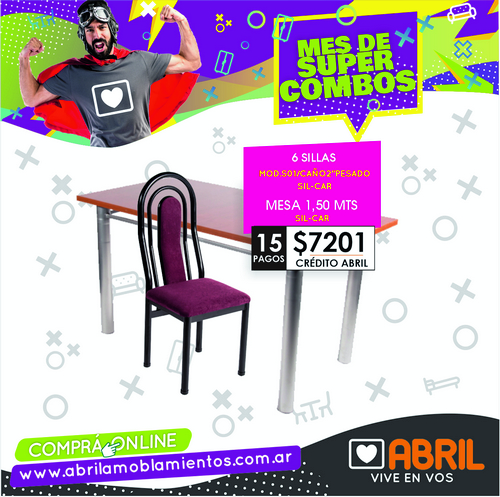 MES DE
SUPER
COMBOS
6 SILLAS
MOD.S01/CAÑO2"PESADO
SIL-CAR
MESA 1,50 MTS
SIL-CAR
15
PAGOS
$7201
CRÉDITO ABRIL
COMPRÁ ONLINE
www.abrilamoblamientos.com.ar
ABRIL
VIVE EN VOS